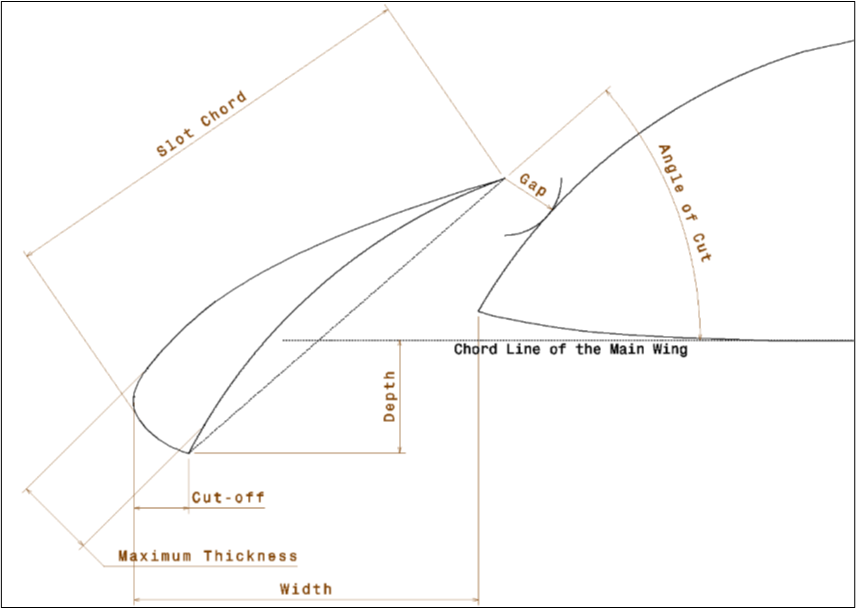 Slot Chord
Gap
Angle of Cut
Chord Line of the Main Wing
Depth
Cut-off
Maximum Thickness
Width